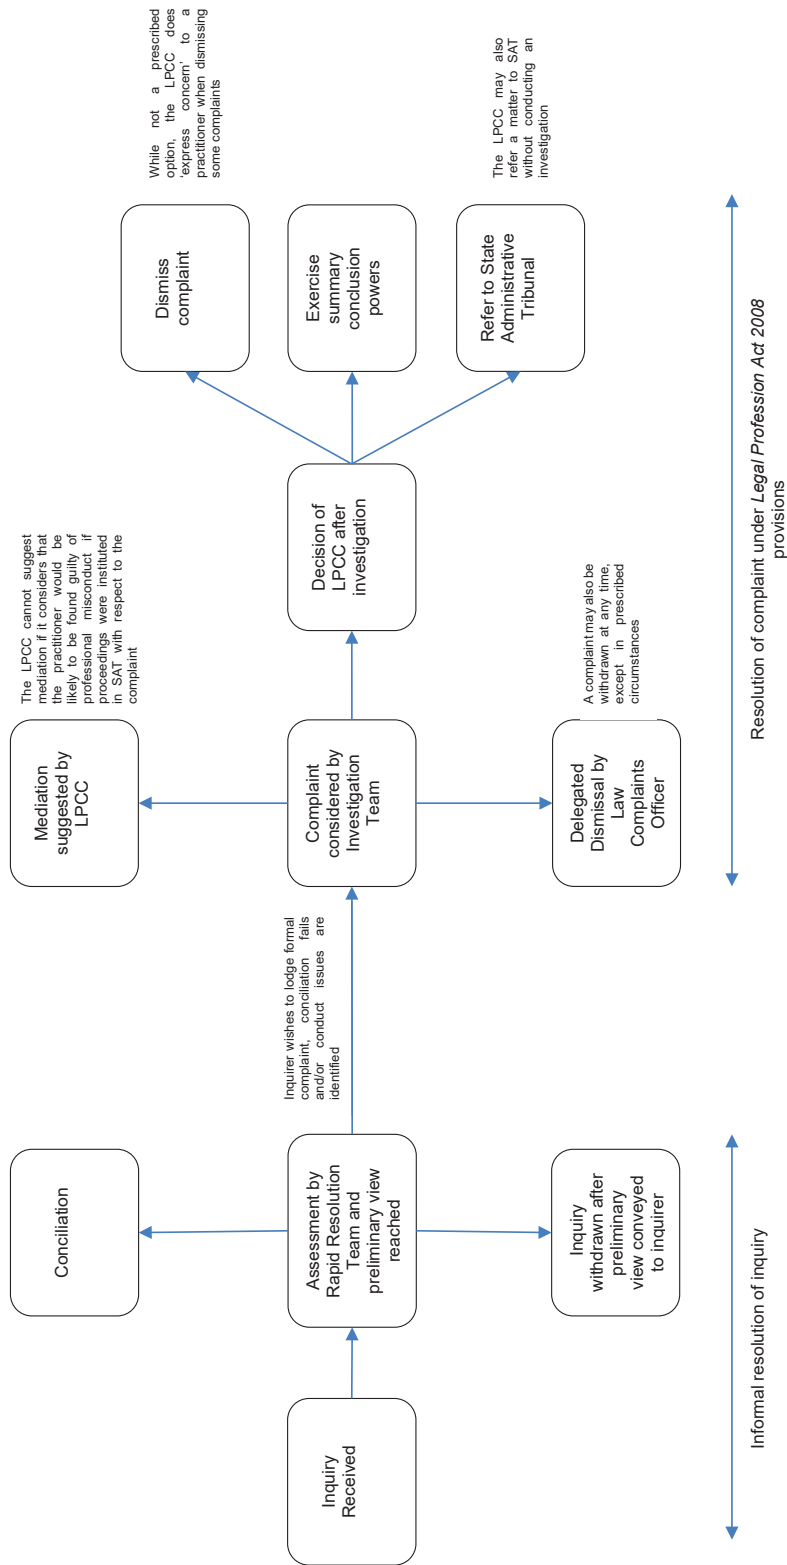 Inquiry
Received
Conciliation
Assessment by
Rapid Resolution
Team and
preliminary view
reached
Inquiry
withdrawn after
preliminary
view conveyed
to inquirer
Inquirer wishes to lodge formal
complaint, conciliation fails
and/or conduct issues are
identified
Mediation
suggested by
LPCC
The LPCC cannot suggest
mediation if it considers that
the practitioner would be
likely to be found guilty of
professional misconduct if
proceedings were instituted
in SAT with respect to the
complaint
Complaint
considered by
Investigation
Team
Delegated
Dismissal by
Law
Complaints
Officer
A complaint may also be
withdrawn at any time,
except in prescribed
circumstances
Decision of
LPCC after
investigation
Dismiss
complaint
While not a prescribed
option, the LPCC does
‘express concern’ to a
practitioner when dismissing
some complaints
Exercise
summary
conclusion
powers
Refer to State
Administrative
Tribunal
The LPCC may also
refer a matter to SAT
without conducting an
investigation
Informal resolution of inquiry
Resolution of complaint under Legal Profession Act 2008
provisions